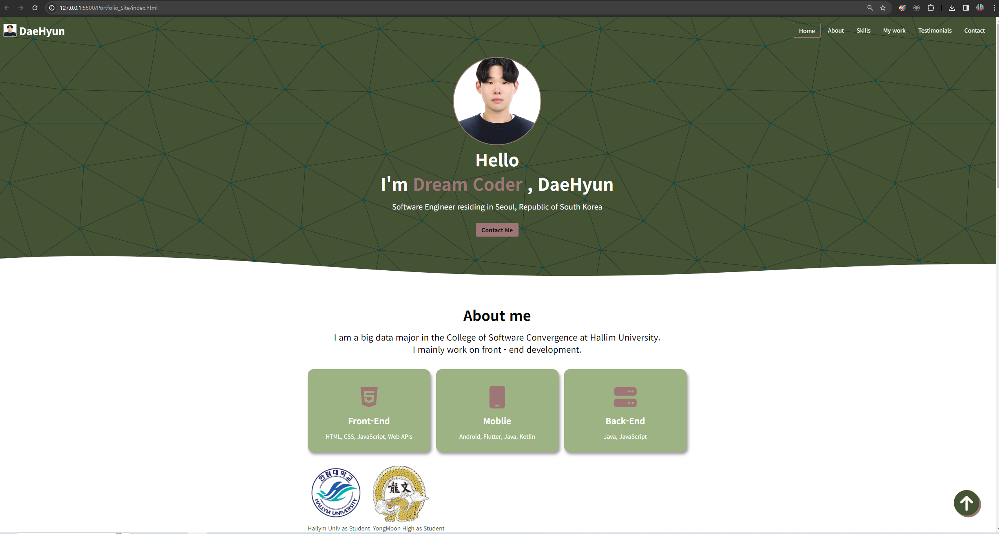 127.0.0.1:5500/Portfolio_Site/index.html
DaeHyun
Home
About
Skills
My work
Testimonials
Contact
Hello
I'm Dream Coder , DaeHyun
Software Engineer residing in Seoul, Republic of South Korea
Contact Me
About me
I am a big data major in the College of Software Convergence at Hallim University.
I mainly work on front - end development.
Front-End
HTML, CSS, JavaScript, Web APIs
Moblie
Android, Flutter, Java, Kotlin
Back-End
Java, JavaScript
한림대학교
HALLYM UNIVERSITY
龍文
Hallym Univ as Student
YongMoon High as Student